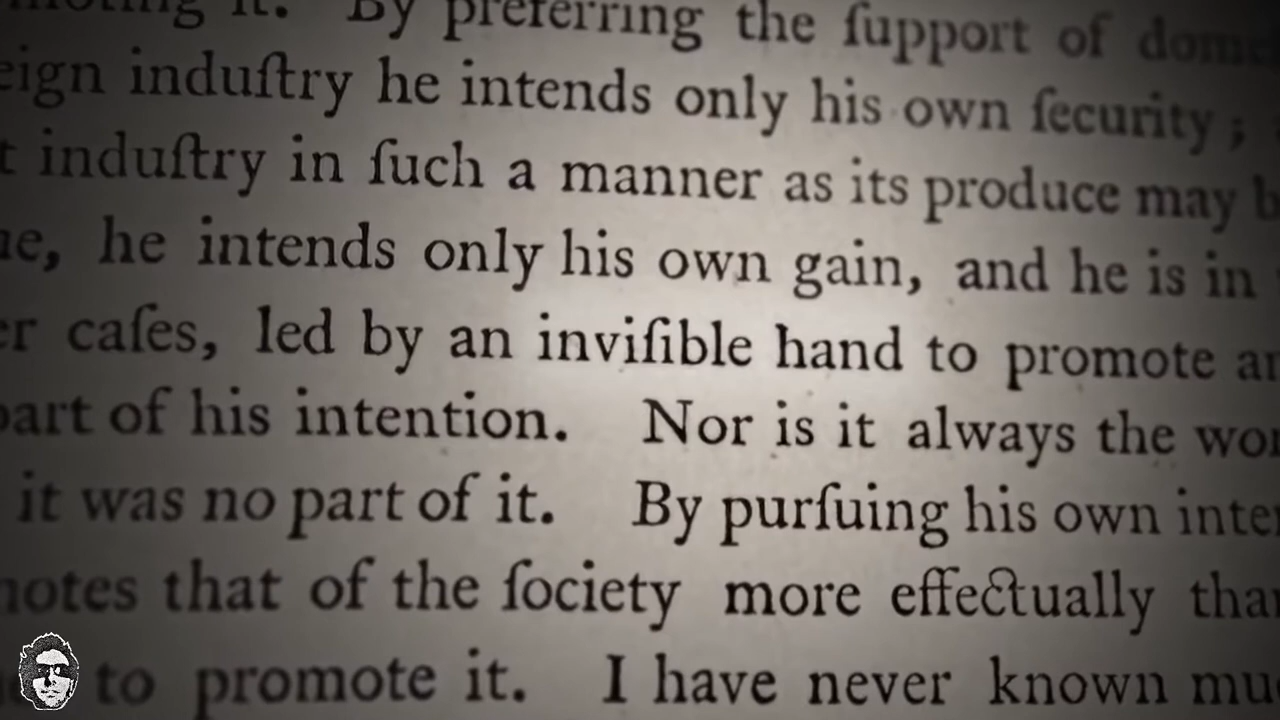 it. By preferring the ſupport of
induſtry he intends only his own ſecurity;
induſtry in ſuch a manner as its produce may
he intends only his own gain, and he is in
caſes, led by an inviſible hand to promote
part of his intention. Nor is it always the
it was no part of it. By purſuing his own
that of the ſociety more effectually
to promote it. I have never known